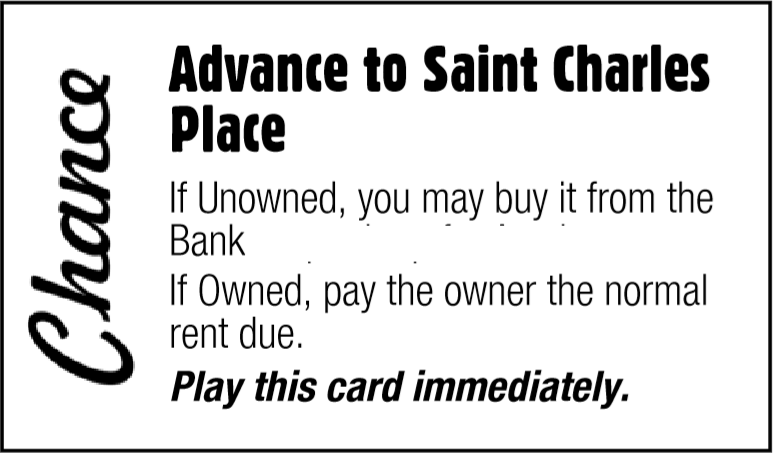 Chance
Advance to Saint Charles
Place
If Unowned, you may buy it from the
Bank
If Owned, pay the owner the normal
rent due.
Play this card immediately.